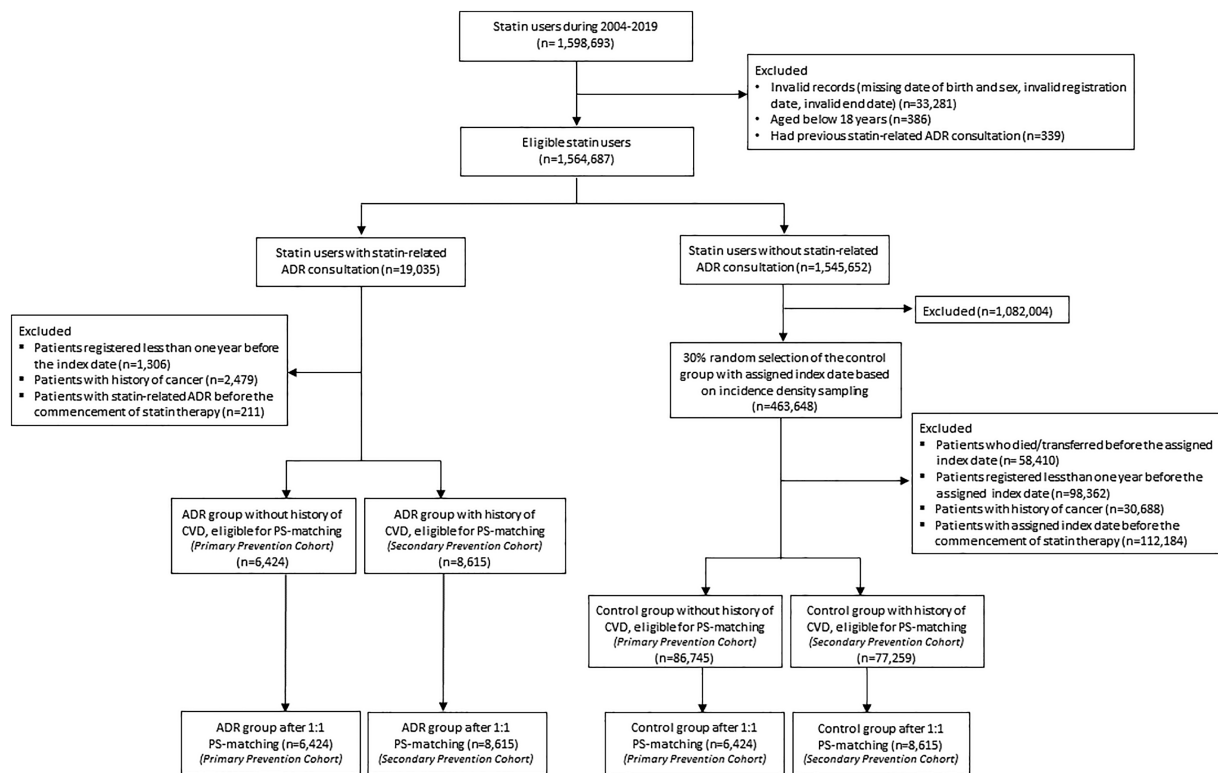 Statin users during 2004-2019
(n= 1,598,693)
Excluded
• Invalid records (missing date of birth and sex, invalid registration
date, invalid end date) (n=33,281)
• Aged below 18 years (n=386)
• Had previous statin-related ADR consultation (n=339)
Eligible statin users
(n=1,564,687)
Statin users with statin-related
ADR consultation (n=19,035)
Statin users without statin-related
ADR consultation (n=1,545,652)
Excluded (n=1,082,004)
Excluded
▪ Patients registered less than one year before
the index date (n=1,306)
▪ Patients with history of cancer (n=2,479)
▪ Patients with statin-related ADR before the
commencement of statin therapy (n=211)
30% random selection of the control
group with assigned index date based
on incidence density sampling
(n=463,648)
Excluded
▪ Patients who died/transferred before the assigned
index date (n= 58,410)
▪ Patients registered less than one year before the
assigned index date (n=98,362)
▪ Patients with history of cancer (n=30,688)
▪ Patients with assigned index date before the
commencement of statin therapy (n=112,184)
ADR group without history of
CVD, eligible for PS-matching
(Primary Prevention Cohort)
(n=6,424)
ADR group with history of
CVD, eligible for PS-matching
(Secondary Prevention Cohort)
(n=8,615)
Control group without history of
CVD, eligible for PS-matching
(Primary Prevention Cohort)
(n=86,745)
Control group with history of
CVD, eligible for PS-matching
(Secondary Prevention Cohort)
(n=77,259)
ADR group after 1:1
PS-matching (n=6,424)
(Primary Prevention Cohort)
ADR group after 1:1
PS-matching (n=8,615)
(Secondary Prevention Cohort)
Control group after 1:1
PS-matching (n=6,424)
(Primary Prevention Cohort)
Control group after 1:1
PS-matching (n=8,615)
(Secondary Prevention Cohort)